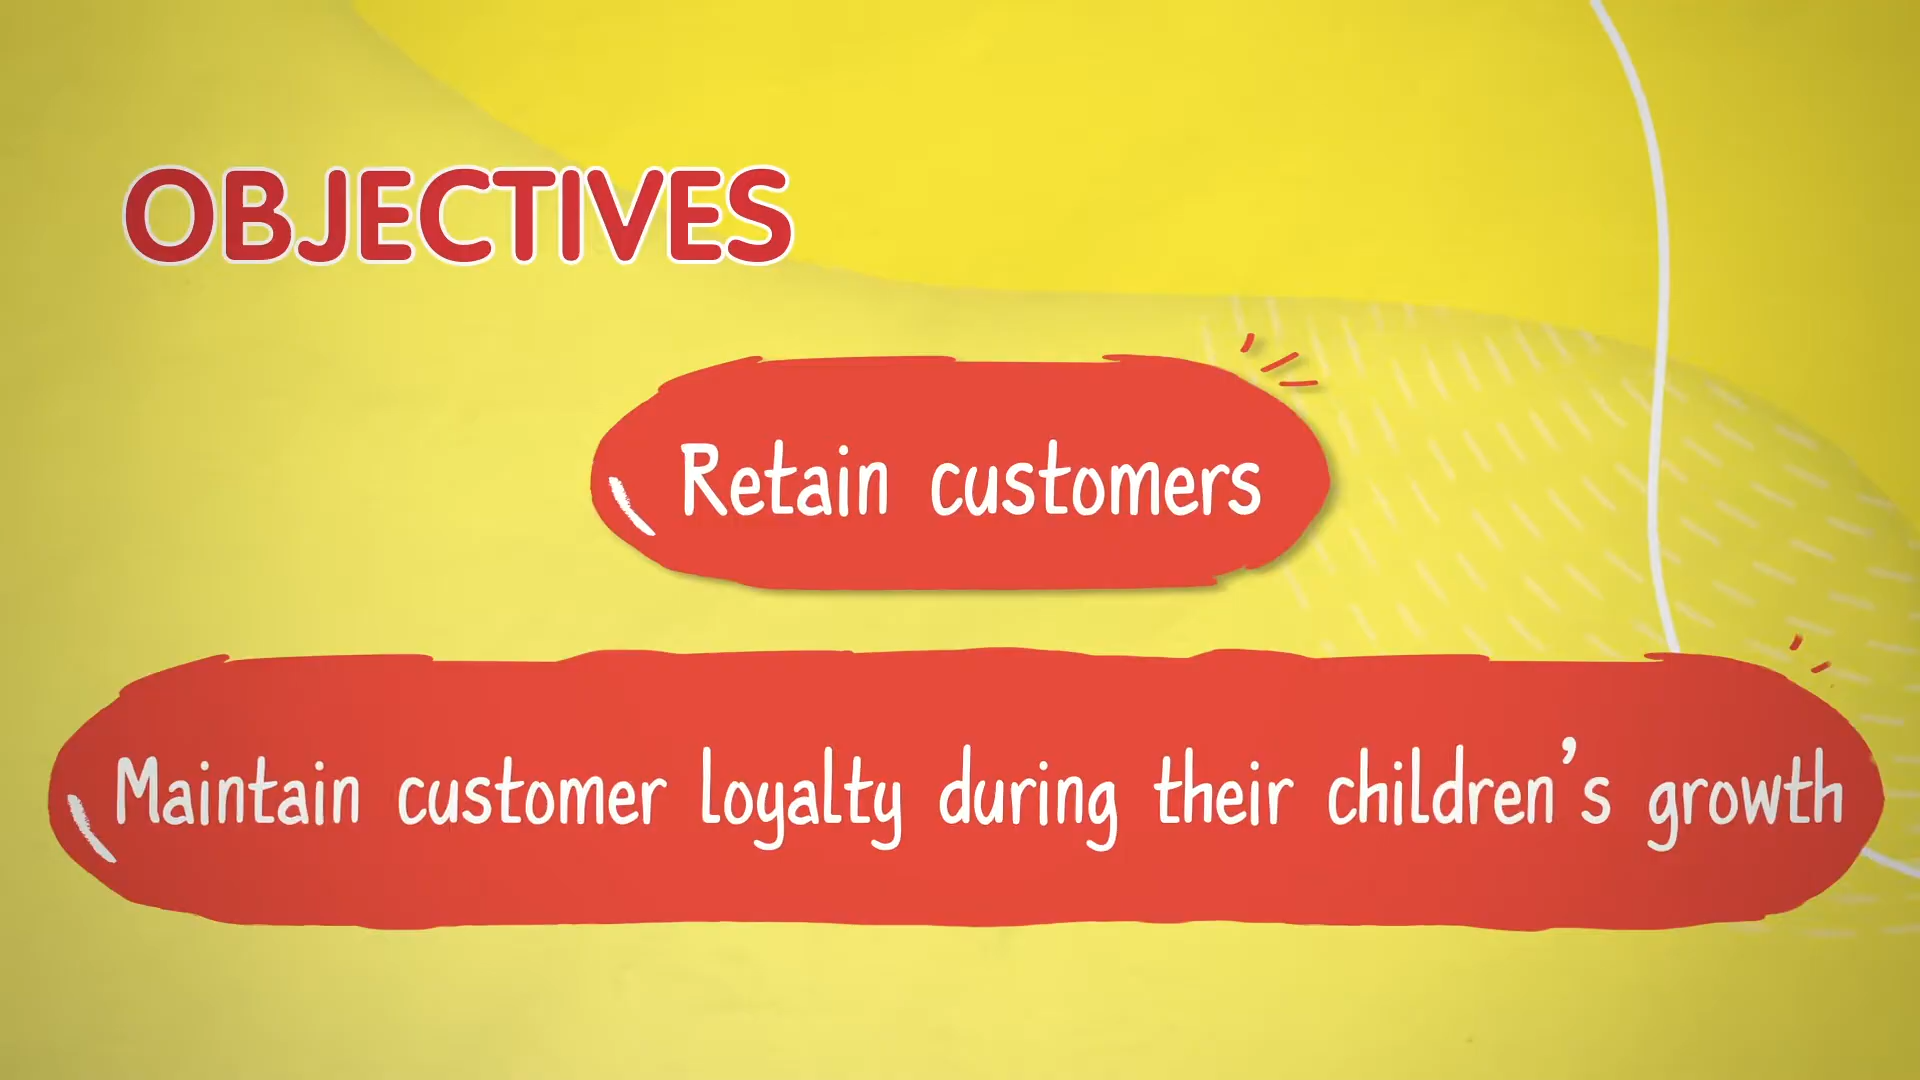 OBJECTIVES
Retain customers
Maintain customer loyalty during their children’s growth